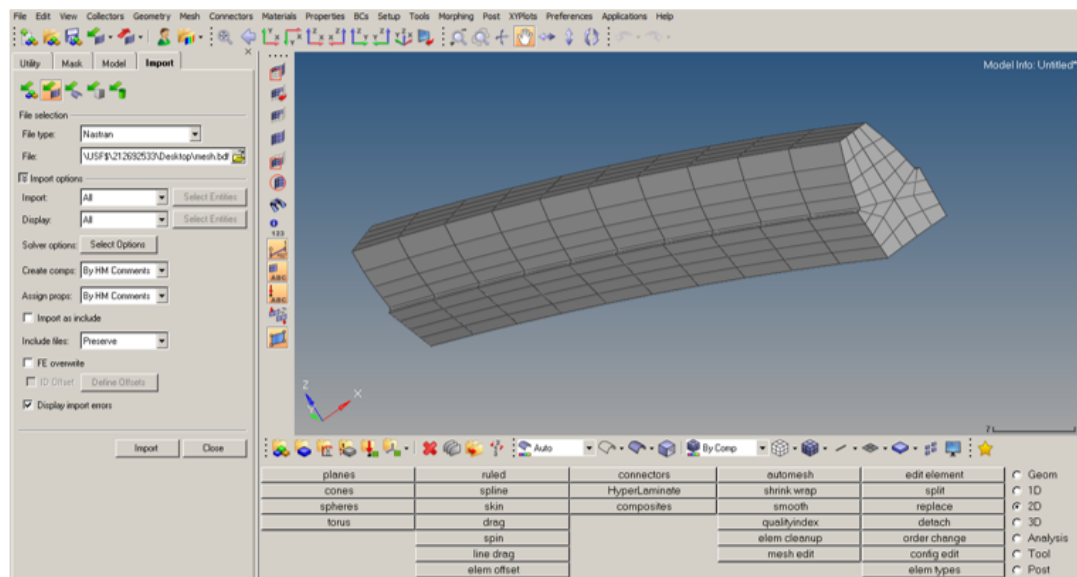 File Edit View Collectors Geometry Mesh Connectors Materials Properties BCs Setup Tools Morphing Post XYPlots Preferences Applications Help
Utility Mask Model Import
Model Info: Untitled*
File selection
File type: Nastran
File: \USF$\212692533\Desktop\mesh.bdf
Import options
Import: All Select Entities
Display: All Select Entities
Solver options: Select Options
Create comps: By HM Comments
Assign props: By HM Comments
Import as include
Include files: Preserve
FE overwrite
ID Offset Define Offsets
Display import errors
Import Close
123
ABC
ABC
Z
Y
X
Auto By Comp
planes ruled connectors automesh edit element Geom
cones spline HyperLaminate shrink wrap split 1D
spheres skin composites smooth replace 2D
torus drag qualityindex detach 3D
spin elem cleanup order change Analysis
line drag mesh edit config edit Tool
elem offset elem types Post